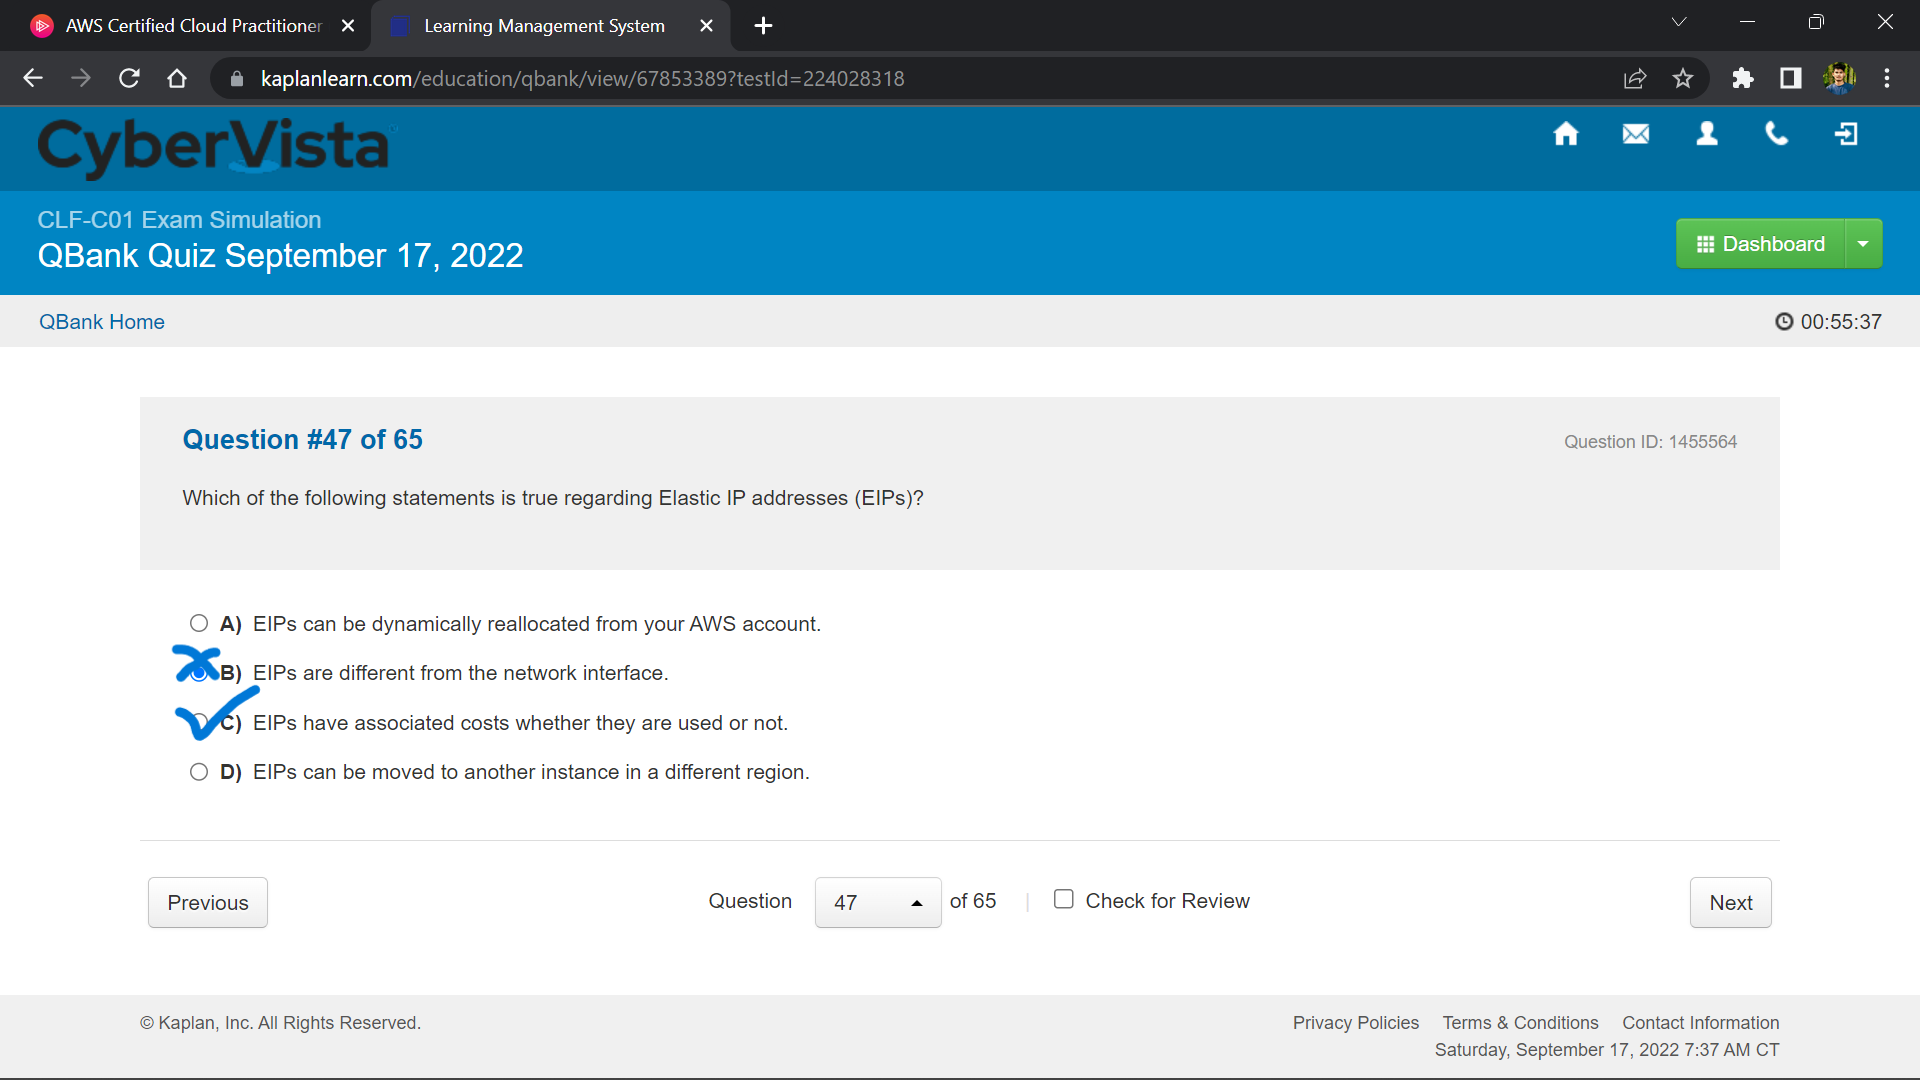 AWS Certified Cloud Practitioner
Learning Management System
kaplanlearn.com/education/qbank/view/67853389?testId=224028318
CyberVista
CLF-C01 Exam Simulation
QBank Quiz September 17, 2022
Dashboard
QBank Home
00:55:37
Question #47 of 65
Question ID: 1455564
Which of the following statements is true regarding Elastic IP addresses (EIPs)?
A) EIPs can be dynamically reallocated from your AWS account.
B) EIPs are different from the network interface.
C) EIPs have associated costs whether they are used or not.
D) EIPs can be moved to another instance in a different region.
Previous
Question 47 of 65 | Check for Review
Next
© Kaplan, Inc. All Rights Reserved.
Privacy Policies Terms & Conditions Contact Information
Saturday, September 17, 2022 7:37 AM CT